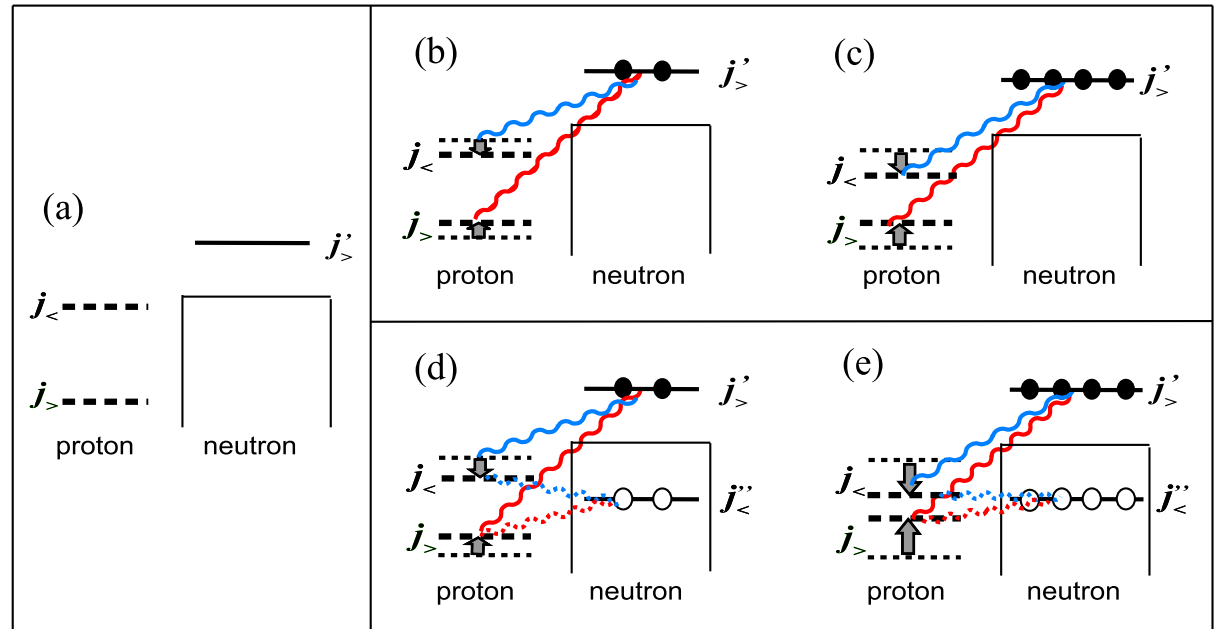 (a)
j'>
j<
j>
proton neutron
(b)
j'>
j<
j>
proton neutron
(c)
j'>
j<
j>
proton neutron
(d)
j'>
j<
j''<
j>
proton neutron
(e)
j'>
j<
j''<
j>
proton neutron